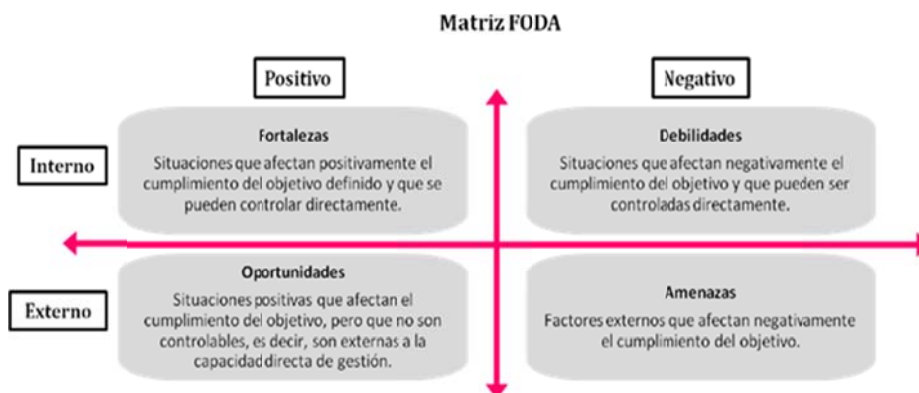 Matriz FODA
Positivo
Negativo
Interno
Fortalezas
Situaciones que afectan positivamente el
cumplimiento del objetivo definido y que se
pueden controlar directamente.
Debilidades
Situaciones que afectan negativamente el
cumplimiento del objetivo y que pueden ser
controladas directamente.
Externo
Oportunidades
Situaciones positivas que afectan el
cumplimiento del objetivo, pero que no son
controlables, es decir, son externas a la
capacidad directa de gestión.
Amenazas
Factores externos que afectan negativamente
el cumplimiento del objetivo.